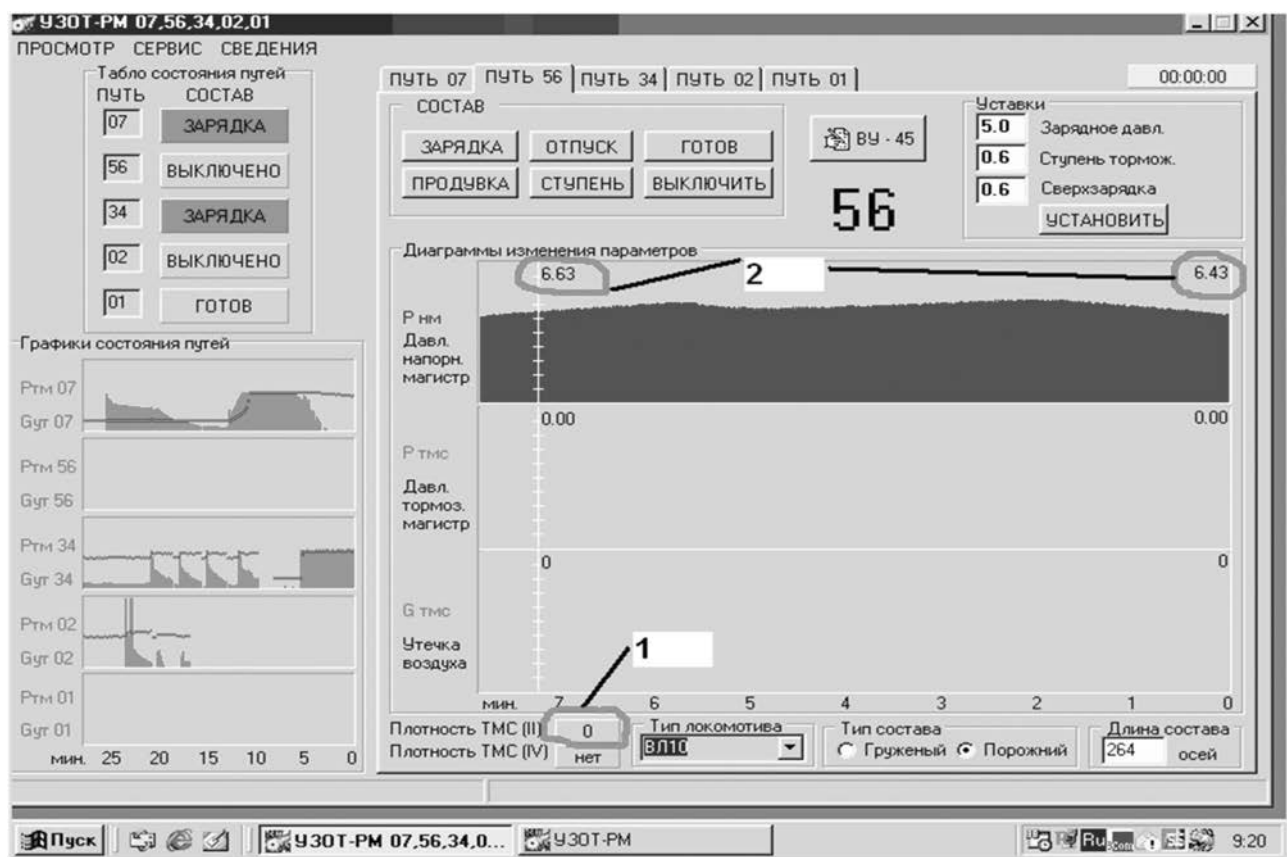 УЗОТ-РМ 07,56,34,02,01
ПРОСМОТР СЕРВИС СВЕДЕНИЯ
Табло состояния путей
ПУТЬ СОСТАВ
07 ЗАРЯДКА
56 ВЫКЛЮЧЕНО
34 ЗАРЯДКА
02 ВЫКЛЮЧЕНО
01 ГОТОВ
Графики состояния путей
Pтм 07
Gут 07
Pтм 56
Gут 56
Pтм 34
Gут 34
Pтм 02
Gут 02
Pтм 01
Gут 01
мин. 25 20 15 10 5 0
ПУТЬ 07 ПУТЬ 56 ПУТЬ 34 ПУТЬ 02 ПУТЬ 01
00:00:00
СОСТАВ
ЗАРЯДКА ОТПУСК ГОТОВ
ПРОДУВКА СТУПЕНЬ ВЫКЛЮЧИТЬ
ВУ - 45
56
Уставки
5.0 Зарядное давл.
0.6 Ступень тормож.
0.6 Сверхзарядка
УСТАНОВИТЬ
Диаграммы изменения параметров
6.63 2 6.43
P нм
Давл.
напорн.
магистр
0.00 0.00
P тмс
Давл.
тормоз.
магистр
0 0
G тмс
Утечка
воздуха
1
мин. 7 6 5 4 3 2 1 0
Плотность ТМС (II) 0
Плотность ТМС (IV) нет
Тип локомотива
ВЛ10
Тип состава
Груженый Порожний
Длина состава
264 осей
Пуск УЗОТ-РМ 07,56,34,0... УЗОТ-РМ Ru 9:20